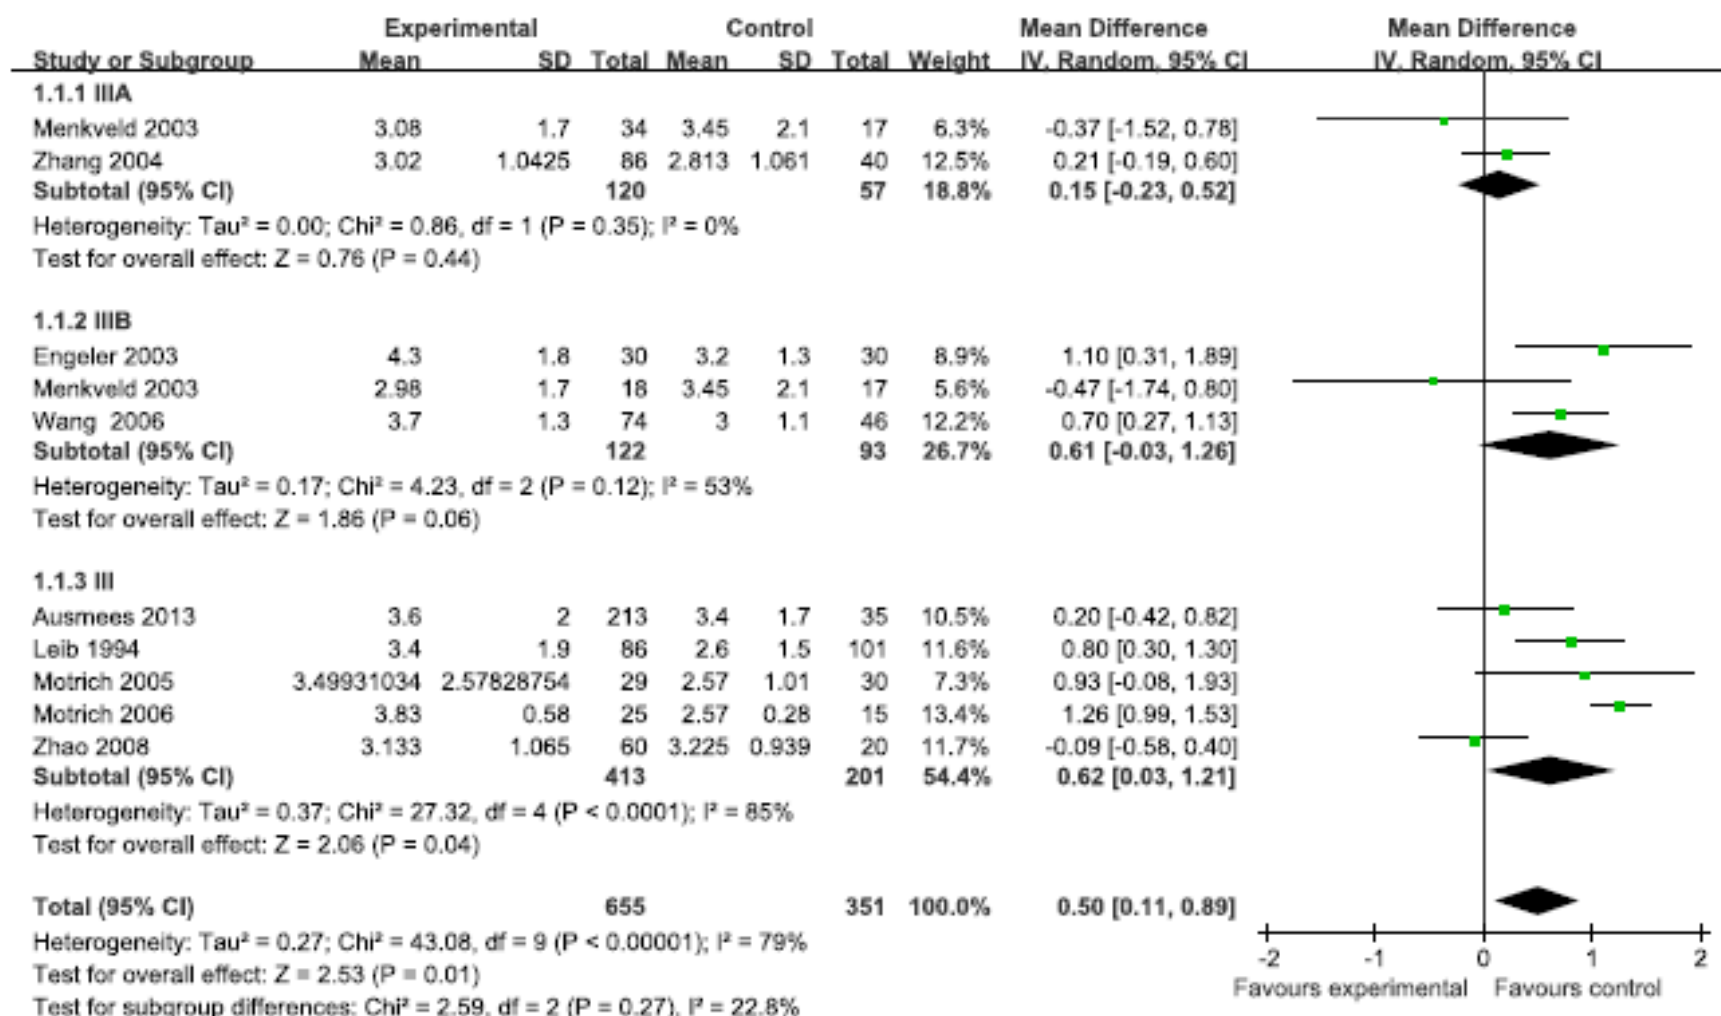 Experimental Control Mean Difference Mean Difference
Study or Subgroup Mean SD Total Mean SD Total Weight IV, Random, 95% CI IV, Random, 95% CI
1.1.1 IIIA
Menkveld 2003 3.08 1.7 34 3.45 2.1 17 6.3% -0.37 [-1.52, 0.78]
Zhang 2004 3.02 1.0425 86 2.813 1.061 40 12.5% 0.21 [-0.19, 0.60]
Subtotal (95% CI) 120 57 18.8% 0.15 [-0.23, 0.52]
Heterogeneity: Tau² = 0.00; Chi² = 0.86, df = 1 (P = 0.35); I² = 0%
Test for overall effect: Z = 0.76 (P = 0.44)
1.1.2 IIIB
Engeler 2003 4.3 1.8 30 3.2 1.3 30 8.9% 1.10 [0.31, 1.89]
Menkveld 2003 2.98 1.7 18 3.45 2.1 17 5.6% -0.47 [-1.74, 0.80]
Wang 2006 3.7 1.3 74 3 1.1 46 12.2% 0.70 [0.27, 1.13]
Subtotal (95% CI) 122 93 26.7% 0.61 [-0.03, 1.26]
Heterogeneity: Tau² = 0.17; Chi² = 4.23, df = 2 (P = 0.12); I² = 53%
Test for overall effect: Z = 1.86 (P = 0.06)
1.1.3 III
Ausmees 2013 3.6 2 213 3.4 1.7 35 10.5% 0.20 [-0.42, 0.82]
Leib 1994 3.4 1.9 86 2.6 1.5 101 11.6% 0.80 [0.30, 1.30]
Motrich 2005 3.49931034 2.57828754 29 2.57 1.01 30 7.3% 0.93 [-0.08, 1.93]
Motrich 2006 3.83 0.58 25 2.57 0.28 15 13.4% 1.26 [0.99, 1.53]
Zhao 2008 3.133 1.065 60 3.225 0.939 20 11.7% -0.09 [-0.58, 0.40]
Subtotal (95% CI) 413 201 54.4% 0.62 [0.03, 1.21]
Heterogeneity: Tau² = 0.37; Chi² = 27.32, df = 4 (P < 0.0001); I² = 85%
Test for overall effect: Z = 2.06 (P = 0.04)
Total (95% CI) 655 351 100.0% 0.50 [0.11, 0.89]
Heterogeneity: Tau² = 0.27; Chi² = 43.08, df = 9 (P < 0.00001); I² = 79%
Test for overall effect: Z = 2.53 (P = 0.01)
Test for subgroup differences: Chi² = 2.59, df = 2 (P = 0.27), I² = 22.8%
-2 -1 0 1 2
Favours experimental Favours control